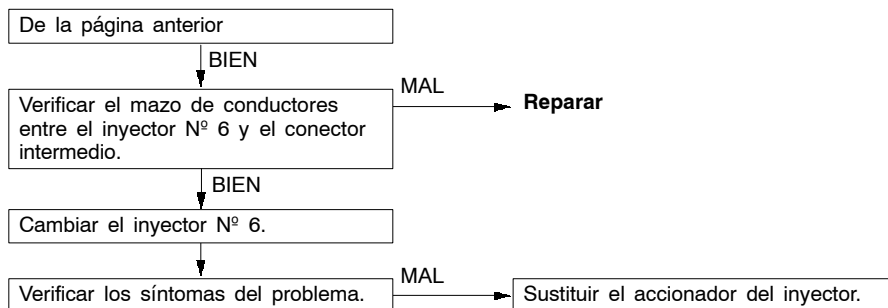 De la página anterior
BIEN
Verificar el mazo de conductores
entre el inyector Nº 6 y el conector
intermedio.
MAL
Reparar
BIEN
Cambiar el inyector Nº 6.
Verificar los síntomas del problema.
MAL
Sustituir el accionador del inyector.